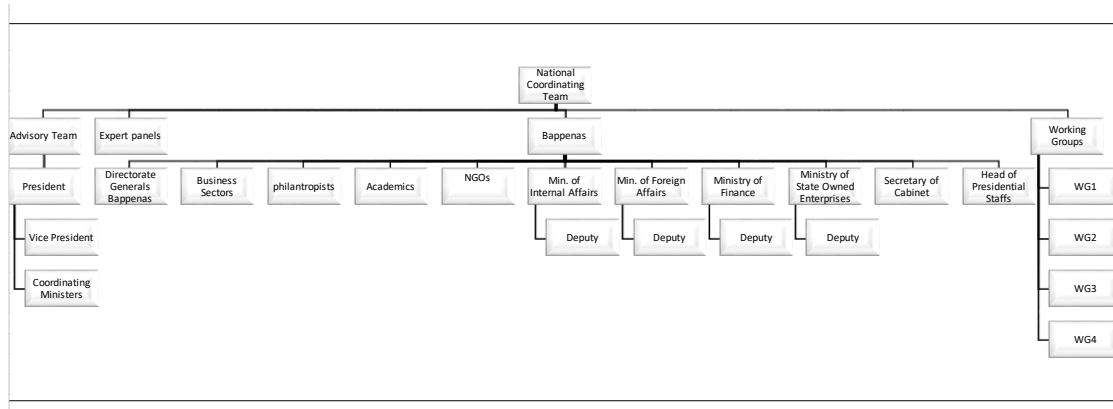 National
Coordinating
Team
Advisory Team
Expert panels
Bappenas
Working
Groups
President
Directorate
Generals
Bappenas
Business
Sectors
philantropists
Academics
NGOs
Min. of
Internal Affairs
Min. of Foreign
Affairs
Ministry of
Finance
Ministry of
State Owned
Enterprises
Secretary of
Cabinet
Head of
Presidential
Staffs
WG1
Vice President
Deputy
Deputy
Deputy
Deputy
WG2
Coordinating
Ministers
WG3
WG4